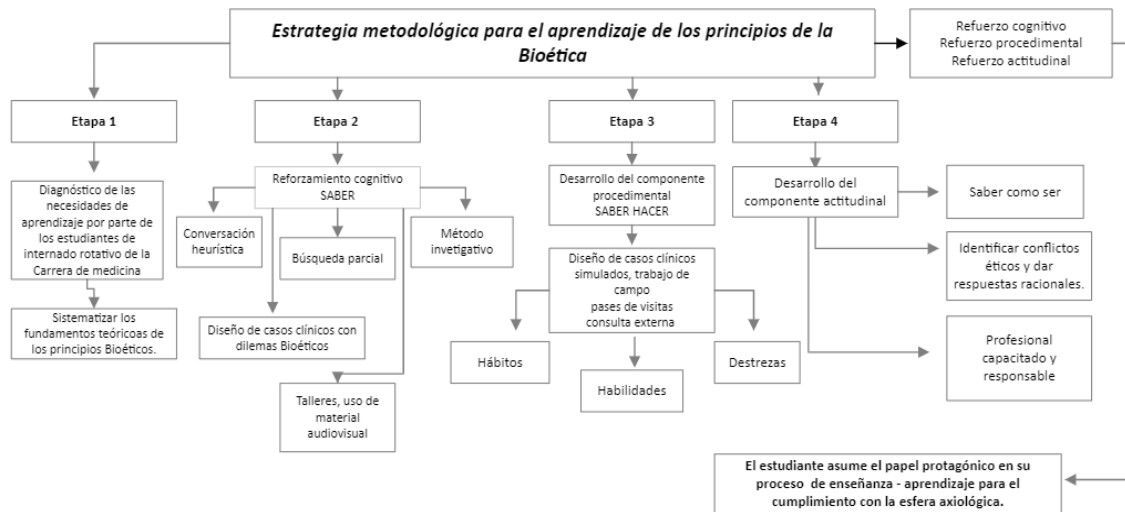 Estrategia metodológica para el aprendizaje de los principios de la
Bioética
Refuerzo cognitivo
Refuerzo procedimental
Refuerzo actitudinal
Etapa 1
Etapa 2
Etapa 3
Etapa 4
Diagnóstico de las
necesidades de
aprendizaje por parte de
los estudiantes de
internado rotativo de la
Carrera de medicina
Sistematizar los
fundamentos teóricoas de
los principios Bioéticos.
Reforzamiento cognitivo
SABER
Conversación
heurística
Búsqueda parcial
Método
invetigativo
Diseño de casos clínicos con
dilemas Bioéticos
Talleres, uso de
material
audiovisual
Desarrollo del componente
procedimental
SABER HACER
Diseño de casos clínicos
simulados, trabajo de
campo
pases de visitas
consulta externa
Hábitos
Habilidades
Destrezas
Desarrollo del
componente actitudinal
Saber como ser
Identificar conflictos
éticos y dar
respuestas racionales.
Profesional
capacitado y
responsable
El estudiante asume el papel protagónico en su
proceso de enseñanza - aprendizaje para el
cumplimiento con la esfera axiológica.